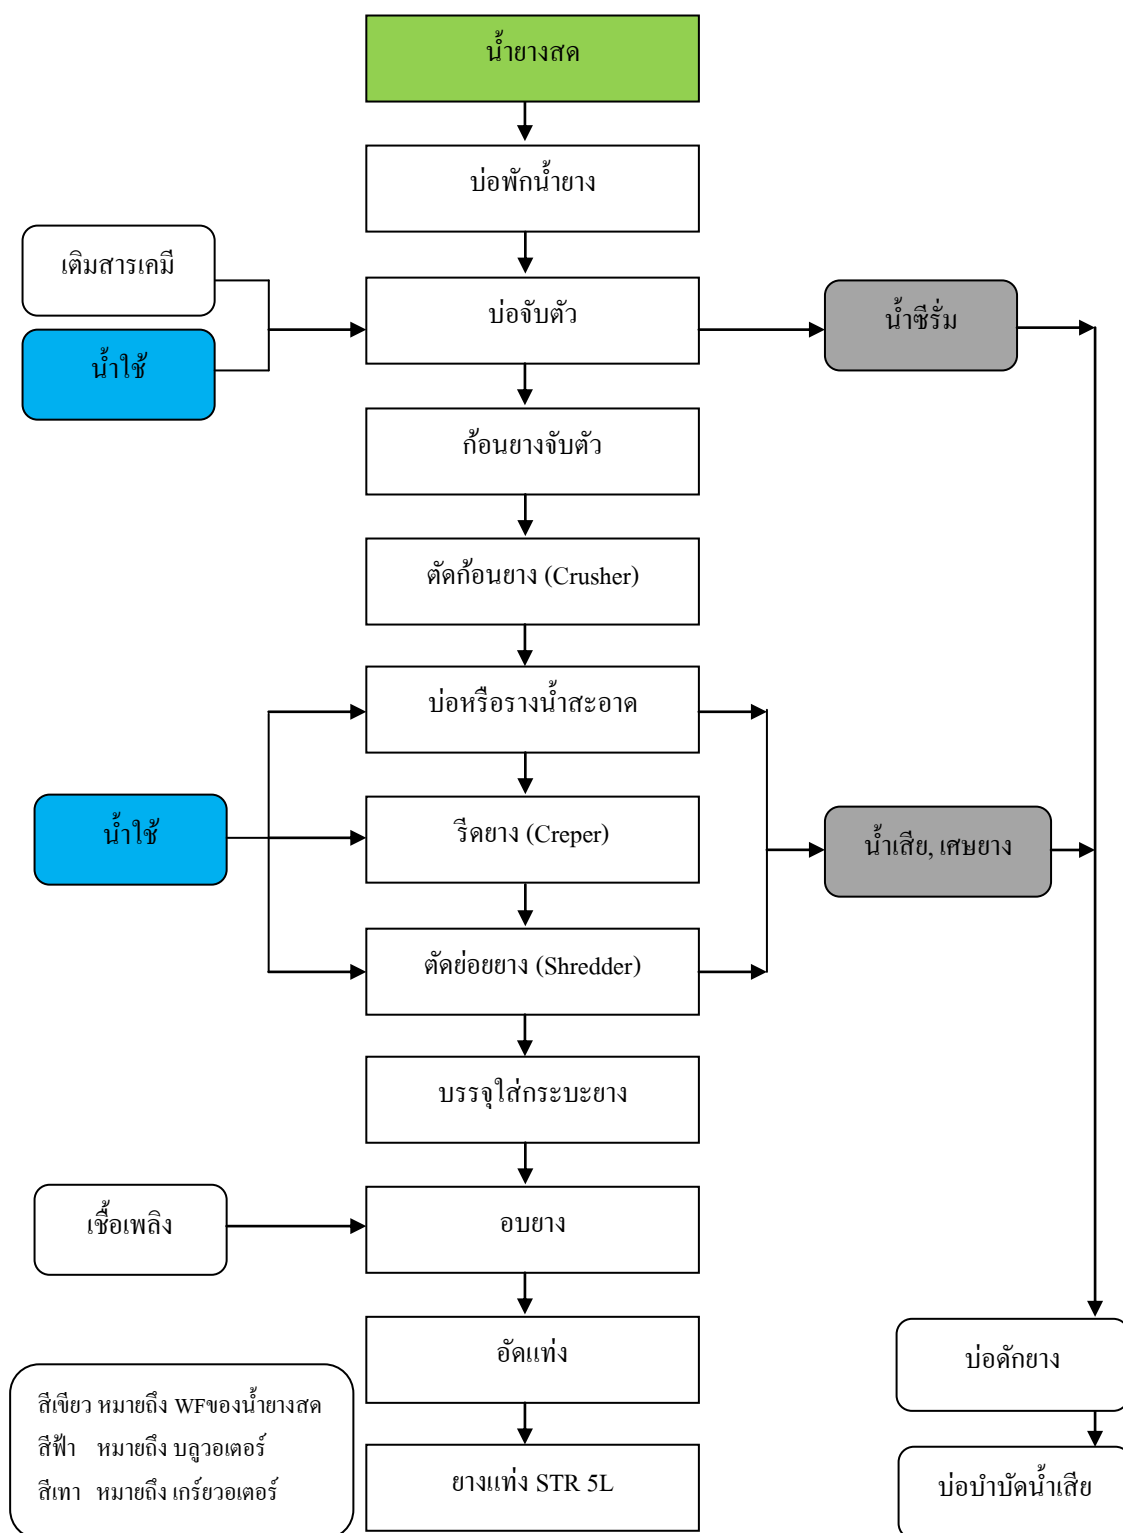 น้ำยางสด
บ่อพักน้ำยาง
เติมสารเคมี
น้ำใช้
บ่อจับตัว
น้ำซีรั่ม
ก้อนยางจับตัว
ตัดก้อนยาง (Crusher)
บ่อหรือรางน้ำสะอาด
น้ำใช้
รีดยาง (Creper)
น้ำเสีย, เศษยาง
ตัดย่อยยาง (Shredder)
บรรจุใส่กระบะยาง
เชื้อเพลิง
อบยาง
อัดแท่ง
บ่อดักยาง
ยางแท่ง STR 5L
บ่อบำบัดน้ำเสีย
สีเขียว หมายถึง WFของน้ำยางสด
สีฟ้า หมายถึง บลูวอเตอร์
สีเทา หมายถึง เกร์ยวอเตอร์